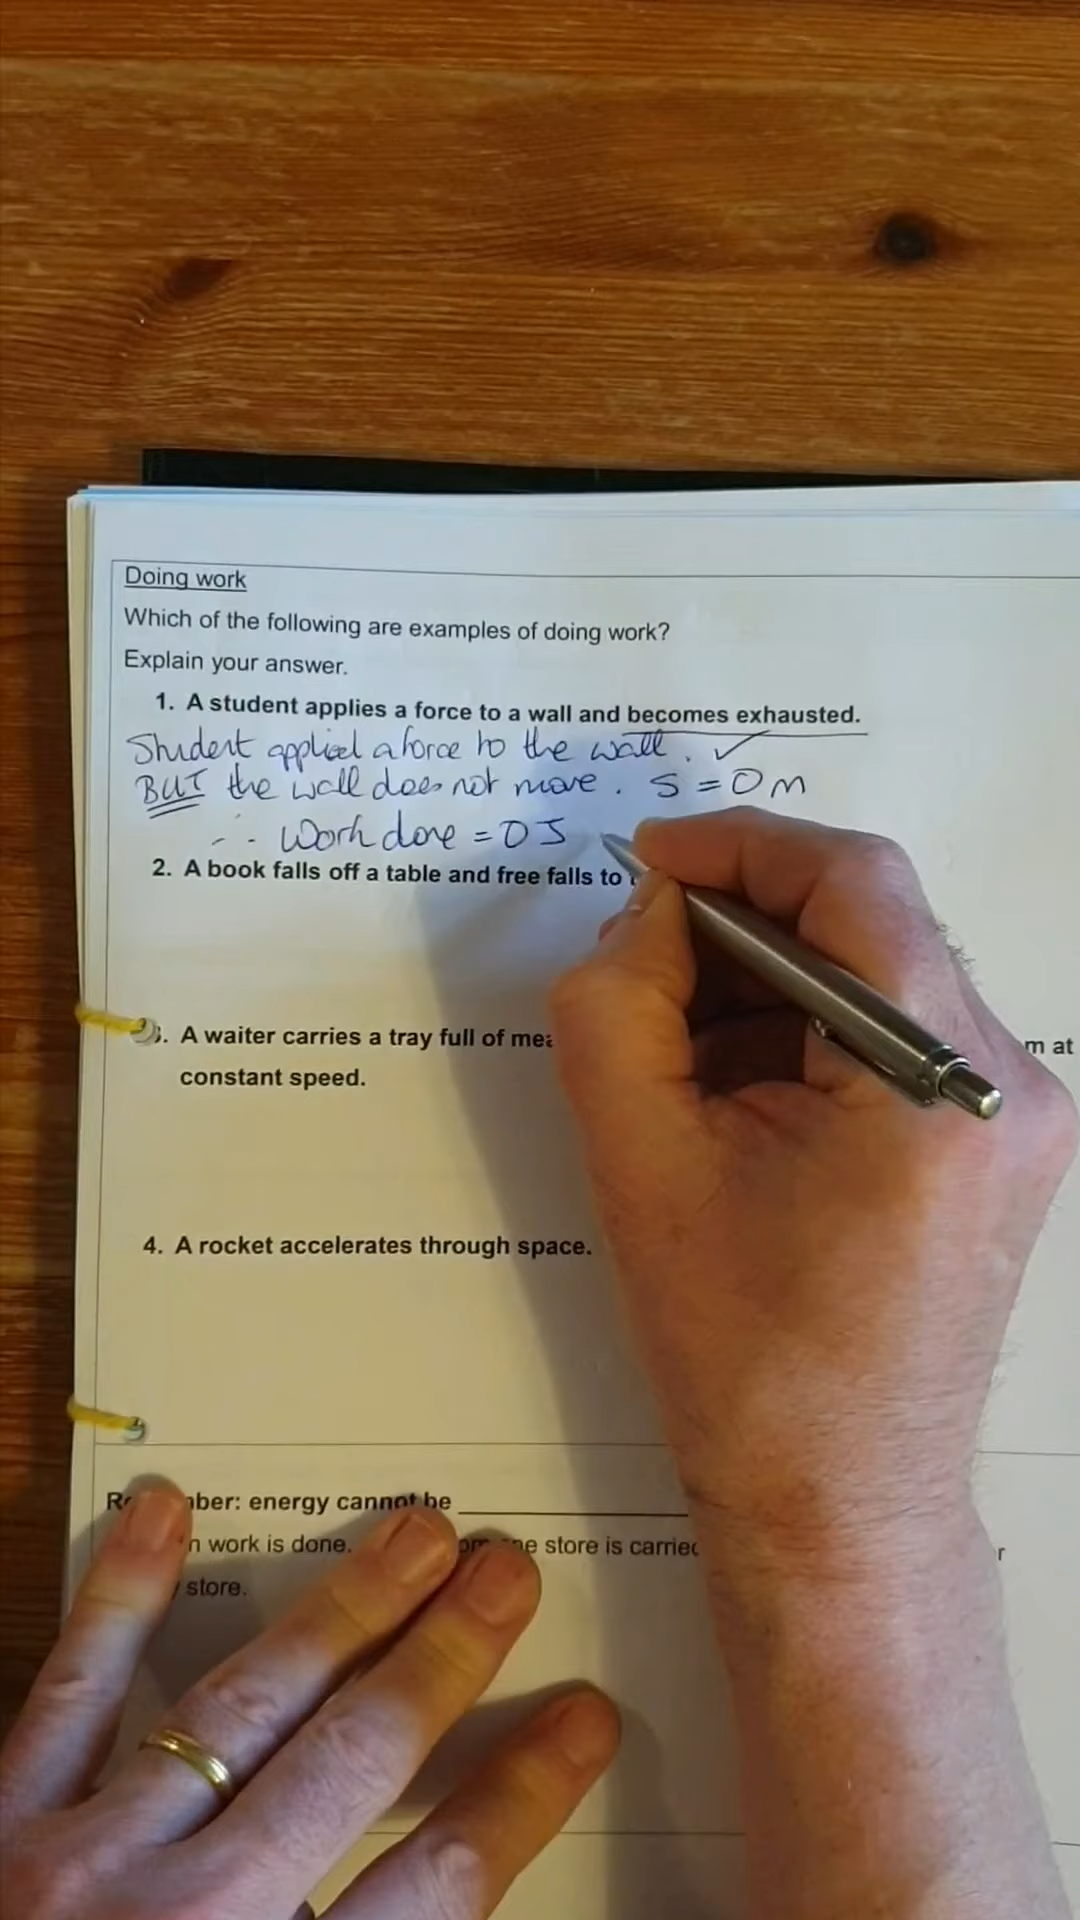 Doing work
Which of the following are examples of doing work?
Explain your answer.
1. A student applies a force to a wall and becomes exhausted.
Student applied a force to the wall. ✓
BUT the wall does not move. s = 0 m
∴ Work done = 0 J
2. A book falls off a table and free falls to
3. A waiter carries a tray full of m at
constant speed.
4. A rocket accelerates through space.
energy cannot be
work is done. store is carried
store.